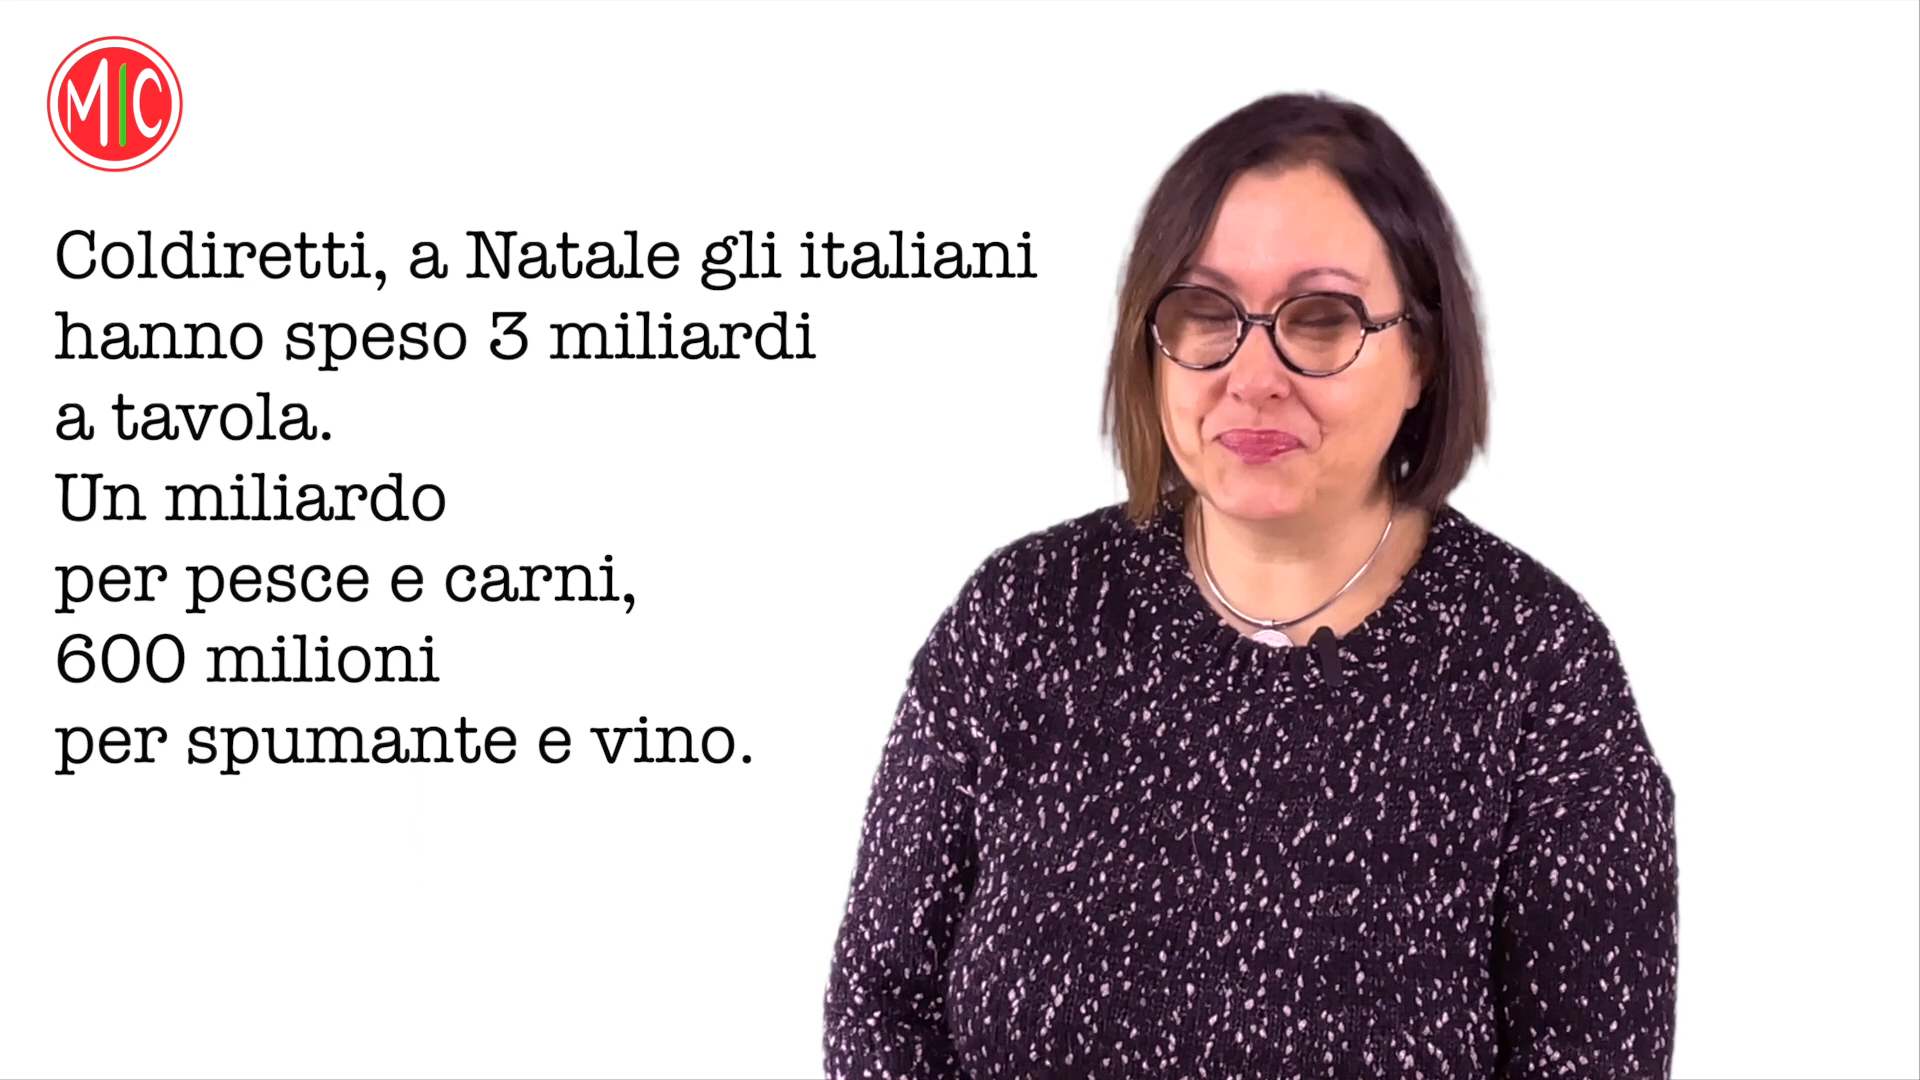 MIC
Coldiretti, a Natale gli italiani
hanno speso 3 miliardi
a tavola.
Un miliardo
per pesce e carni,
600 milioni
per spumante e vino.